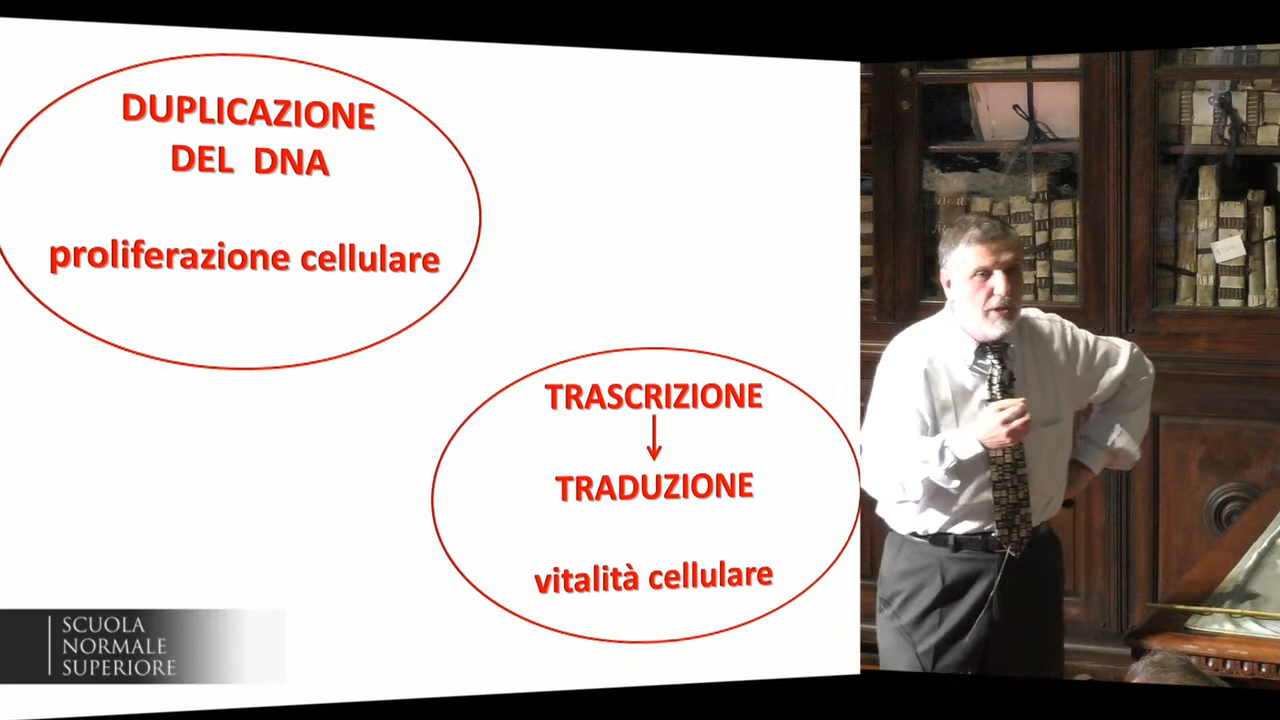 DUPLICAZIONE
DEL DNA
proliferazione cellulare
TRASCRIZIONE
TRADUZIONE
vitalità cellulare
SCUOLA
NORMALE
SUPERIORE